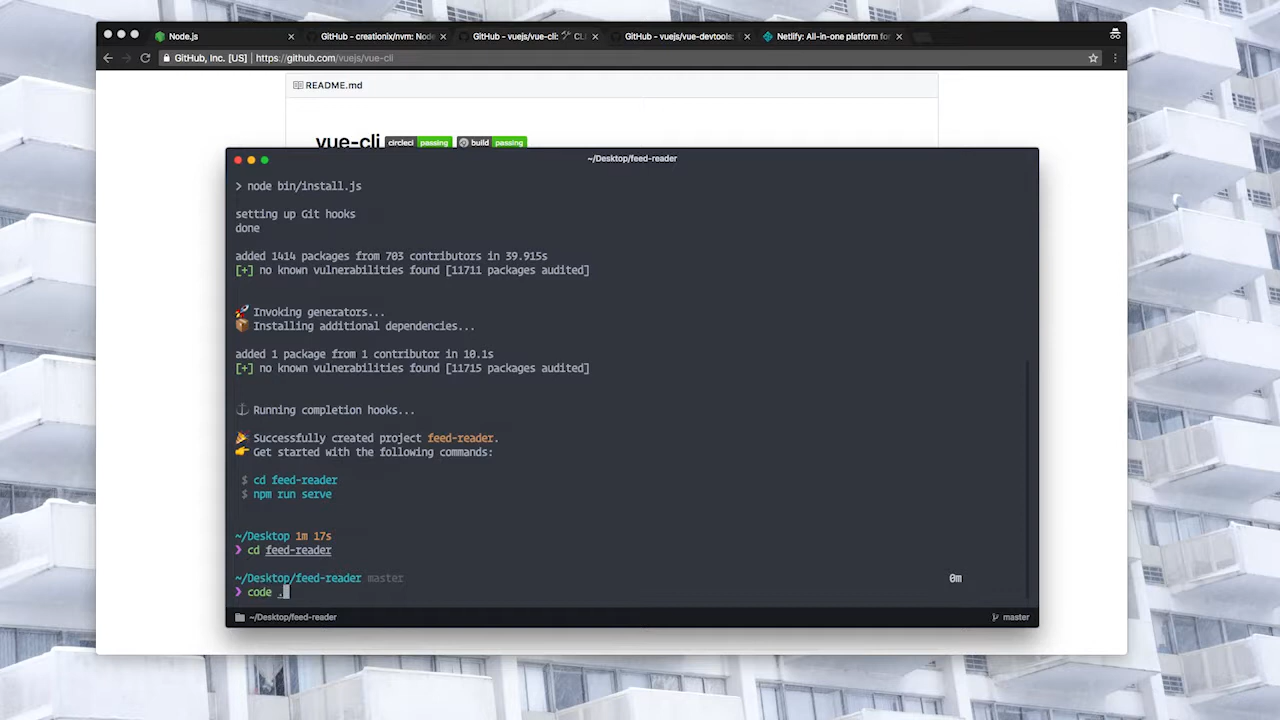 Node.js
GitHub - creationix/nvm: Node
GitHub - vuejs/vue-cli: 🛠 CL
GitHub - vuejs/vue-devtools:
Netlify: All-in-one platform for
GitHub, Inc. [US] | https://github.com/vuejs/vue-cli
README.md
vue-cli circleci passing build passing
~/Desktop/feed-reader
> node bin/install.js
setting up Git hooks
done
added 1414 packages from 703 contributors in 39.915s
[+] no known vulnerabilities found [11711 packages audited]
🚀 Invoking generators...
📦 Installing additional dependencies...
added 1 package from 1 contributor in 10.1s
[+] no known vulnerabilities found [11715 packages audited]
⚓ Running completion hooks...
🎉 Successfully created project feed-reader.
👉 Get started with the following commands:
$ cd feed-reader
$ npm run serve
~/Desktop 1m 17s
❯ cd feed-reader
~/Desktop/feed-reader master 0m
❯ code .
~/Desktop/feed-reader master